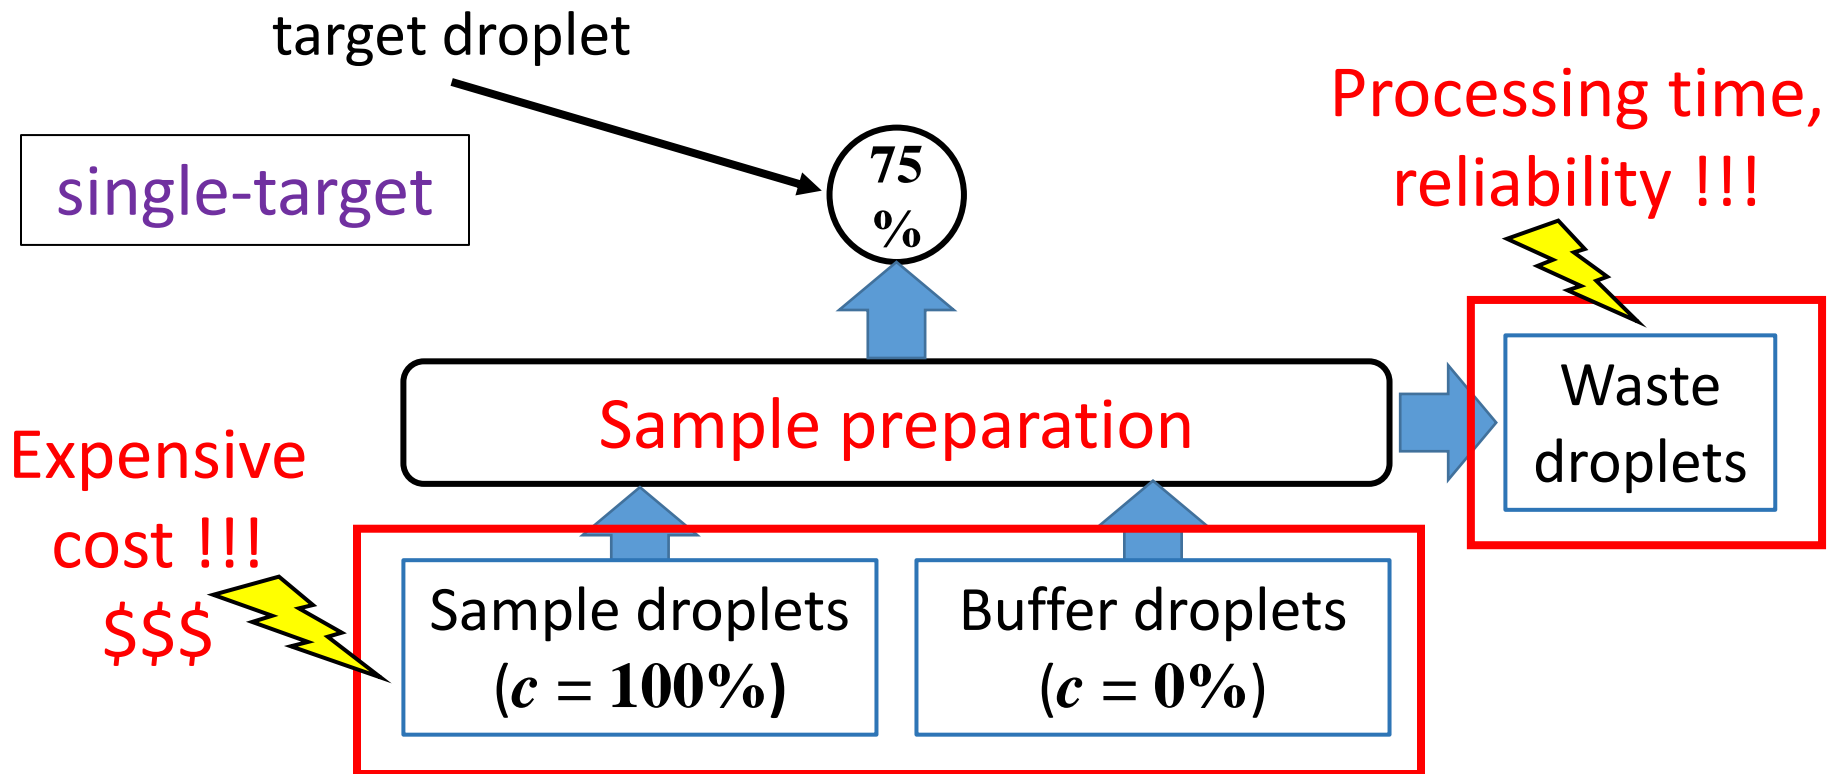 target droplet
single-target
75
%
Processing time,
reliability !!!
Sample preparation
Waste
droplets
Expensive
cost !!!
$$$
Sample droplets
(c = 100%)
Buffer droplets
(c = 0%)